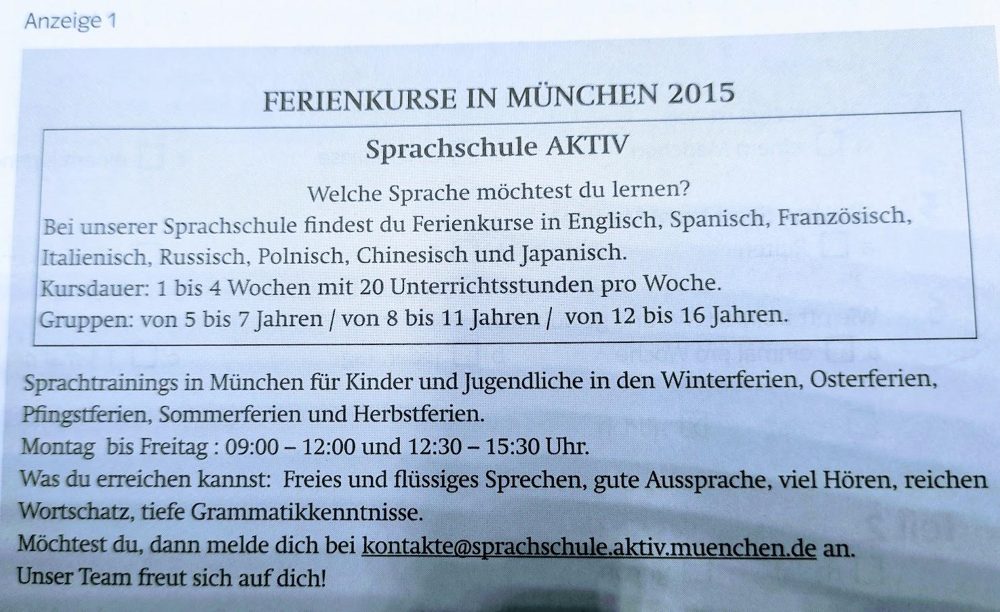 Anzeige 1
FERIENKURSE IN MÜNCHEN 2015
Sprachschule AKTIV
Welche Sprache möchtest du lernen?
Bei unserer Sprachschule findest du Ferienkurse in Englisch, Spanisch, Französisch,
Italienisch, Russisch, Polnisch, Chinesisch und Japanisch.
Kursdauer: 1 bis 4 Wochen mit 20 Unterrichtsstunden pro Woche.
Gruppen: von 5 bis 7 Jahren / von 8 bis 11 Jahren / von 12 bis 16 Jahren.
Sprachtrainings in München für Kinder und Jugendliche in den Winterferien, Osterferien,
Pfingstferien, Sommerferien und Herbstferien.
Montag bis Freitag : 09:00 – 12:00 und 12:30 – 15:30 Uhr.
Was du erreichen kannst: Freies und flüssiges Sprechen, gute Aussprache, viel Hören, reichen
Wortschatz, tiefe Grammatikkenntnisse.
Möchtest du, dann melde dich bei kontakte@sprachschule.aktiv.muenchen.de an.
Unser Team freut sich auf dich!